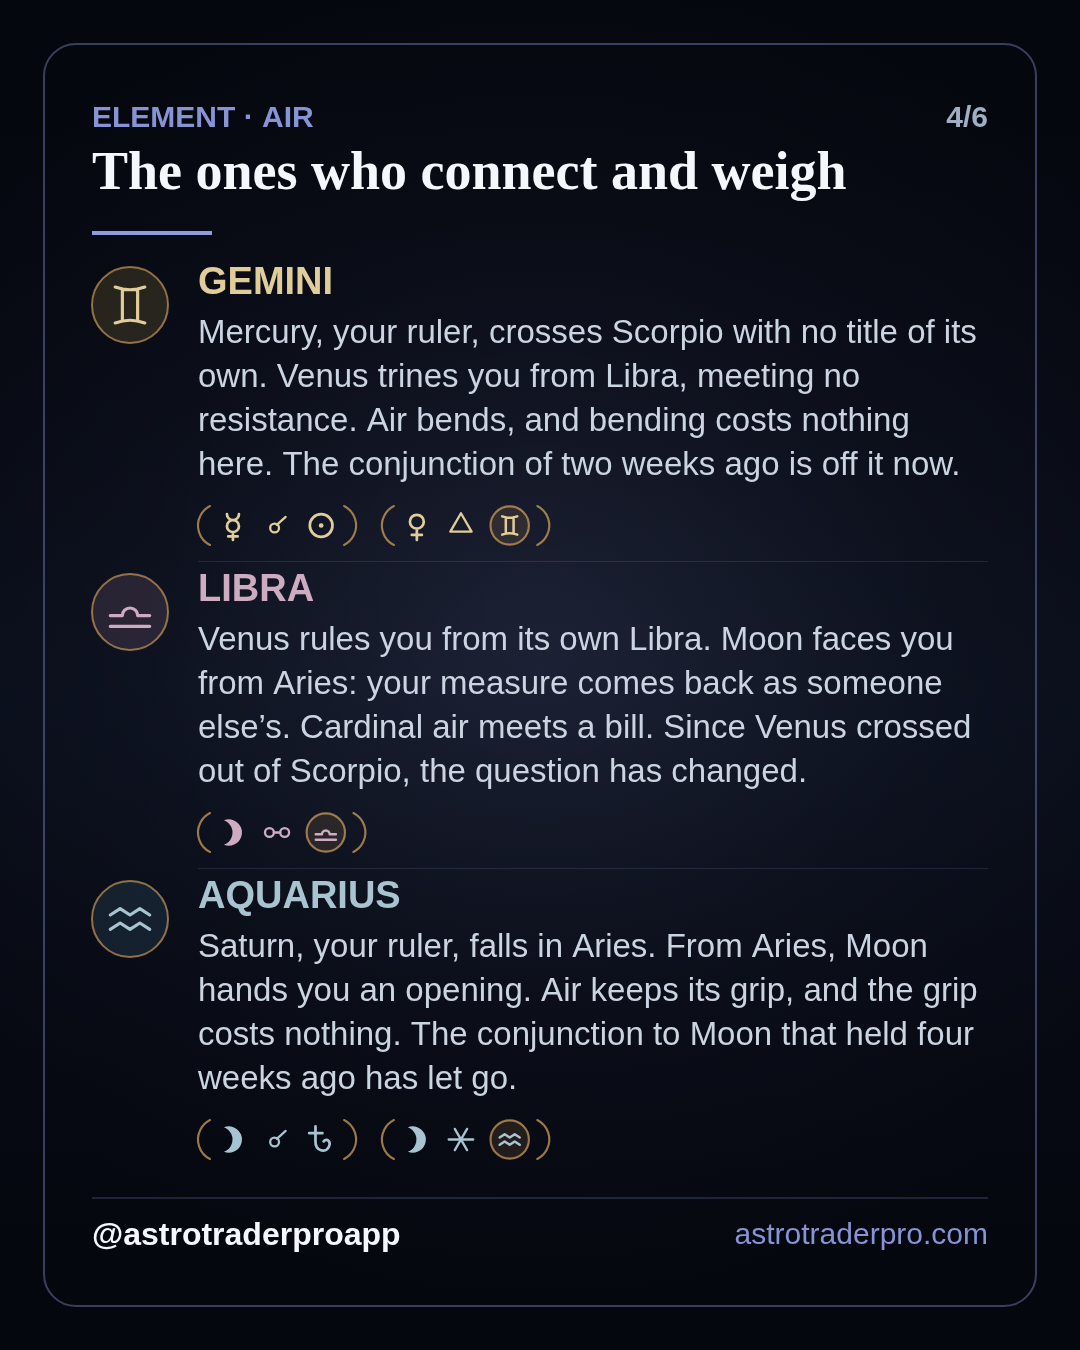 ELEMENT · AIR
4/6
The ones who connect and weigh
GEMINI
Mercury, your ruler, crosses Scorpio with no title of its
own. Venus trines you from Libra, meeting no
resistance. Air bends, and bending costs nothing
here. The conjunction of two weeks ago is off it now.
LIBRA
Venus rules you from its own Libra. Moon faces you
from Aries: your measure comes back as someone
else’s. Cardinal air meets a bill. Since Venus crossed
out of Scorpio, the question has changed.
AQUARIUS
Saturn, your ruler, falls in Aries. From Aries, Moon
hands you an opening. Air keeps its grip, and the grip
costs nothing. The conjunction to Moon that held four
weeks ago has let go.
@astrotraderproapp
astrotraderpro.com